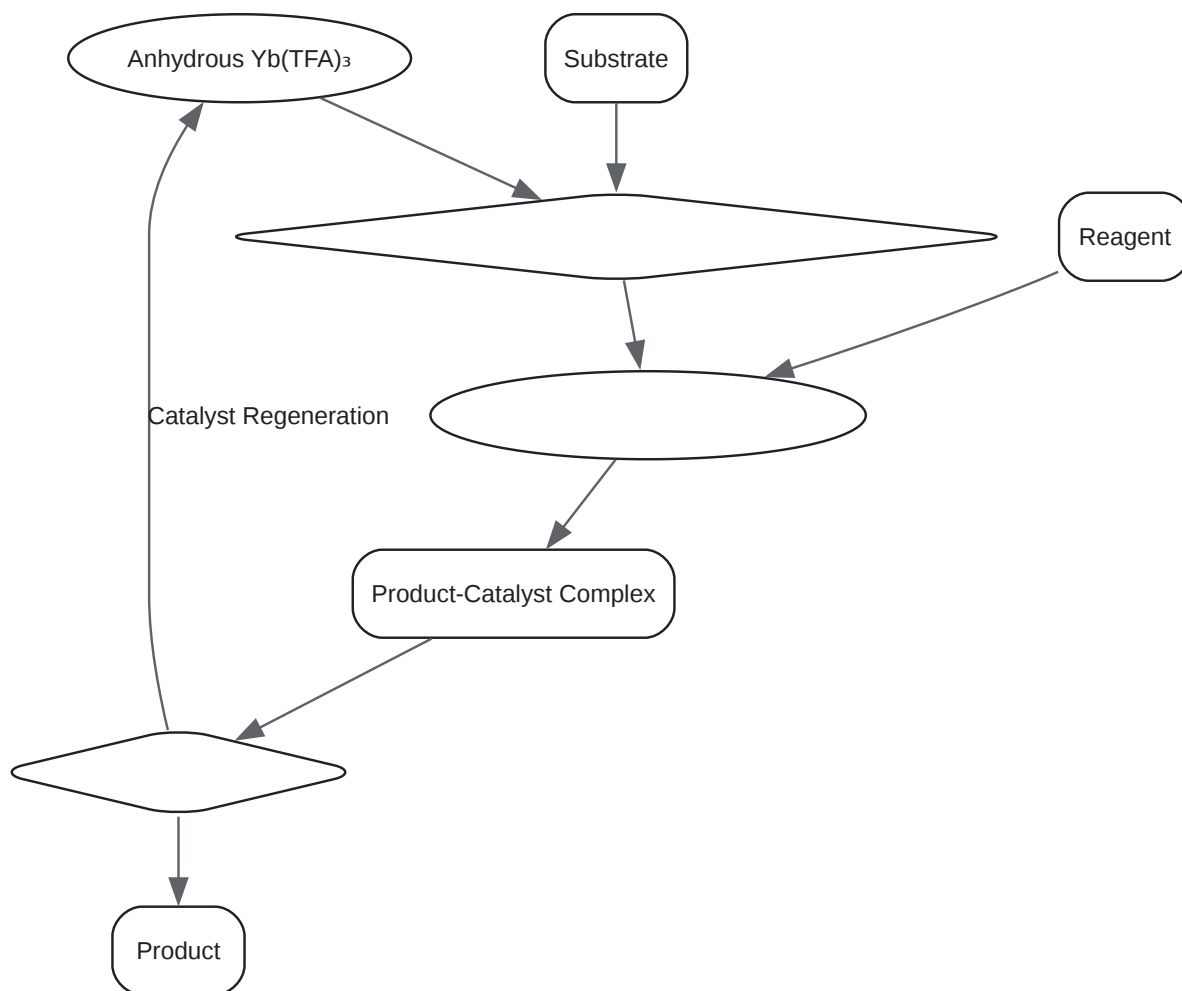 Anhydrous Yb(TFA)₃
Substrate
Reagent
Catalyst Regeneration
Product-Catalyst Complex
Product